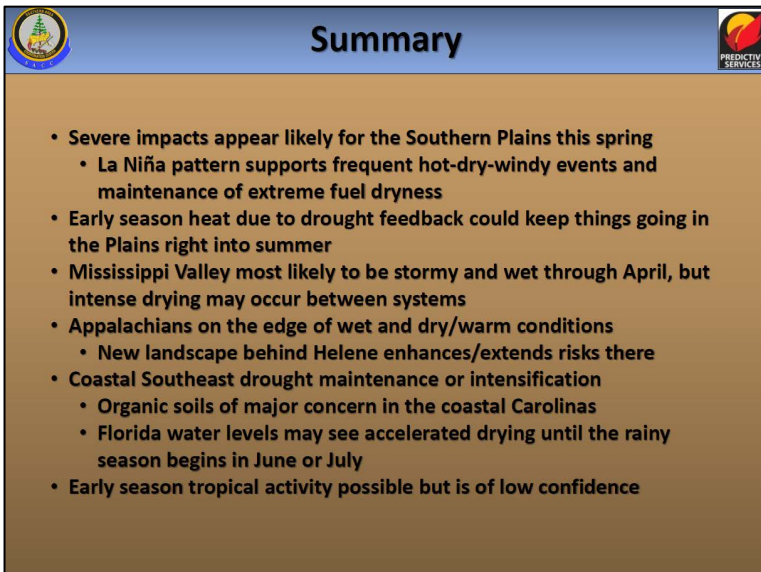 Summary
SOUTHERN AREA
S A C C
PREDICTIVE
SERVICES
• Severe impacts appear likely for the Southern Plains this spring
• La Niña pattern supports frequent hot-dry-windy events and
maintenance of extreme fuel dryness
• Early season heat due to drought feedback could keep things going in
the Plains right into summer
• Mississippi Valley most likely to be stormy and wet through April, but
intense drying may occur between systems
• Appalachians on the edge of wet and dry/warm conditions
• New landscape behind Helene enhances/extends risks there
• Coastal Southeast drought maintenance or intensification
• Organic soils of major concern in the coastal Carolinas
• Florida water levels may see accelerated drying until the rainy
season begins in June or July
• Early season tropical activity possible but is of low confidence